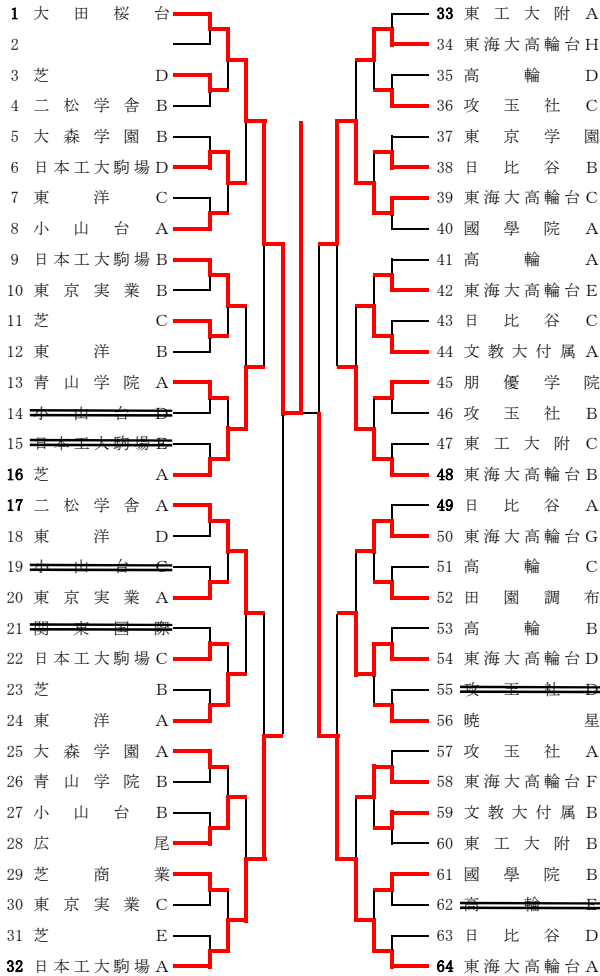 1 大田桜台
2
3 芝 D
4 二松学舎 B
5 大森学園 B
6 日本工大駒場 D
7 東洋 C
8 小山台 A
9 日本工大駒場 B
10 東京実業 B
11 芝 C
12 東洋 B
13 青山学院 A
14 小山台 D
15 日本工大駒場 E
16 芝 A
17 二松学舎 A
18 東洋 D
19 小山台 C
20 東京実業 A
21 関東国際
22 日本工大駒場 C
23 芝 B
24 東洋 A
25 大森学園 A
26 青山学院 B
27 小山台 B
28 広尾
29 芝商業
30 東京実業 C
31 芝 E
32 日本工大駒場 A
33 東工大附 A
34 東海大高輪台 H
35 高輪 D
36 攻玉社 C
37 東京学園
38 日比谷 B
39 東海大高輪台 C
40 國學院 A
41 高輪 A
42 東海大高輪台 E
43 日比谷 C
44 文教大付属 A
45 朋優学院
46 攻玉社 B
47 東工大附 C
48 東海大高輪台 B
49 日比谷 A
50 東海大高輪台 G
51 高輪 C
52 田園調布
53 高輪 B
54 東海大高輪台 D
55 攻玉社 D
56 暁星
57 攻玉社 A
58 東海大高輪台 F
59 文教大付属 B
60 東工大附 B
61 國學院 B
62 高輪 E
63 日比谷 D
64 東海大高輪台 A